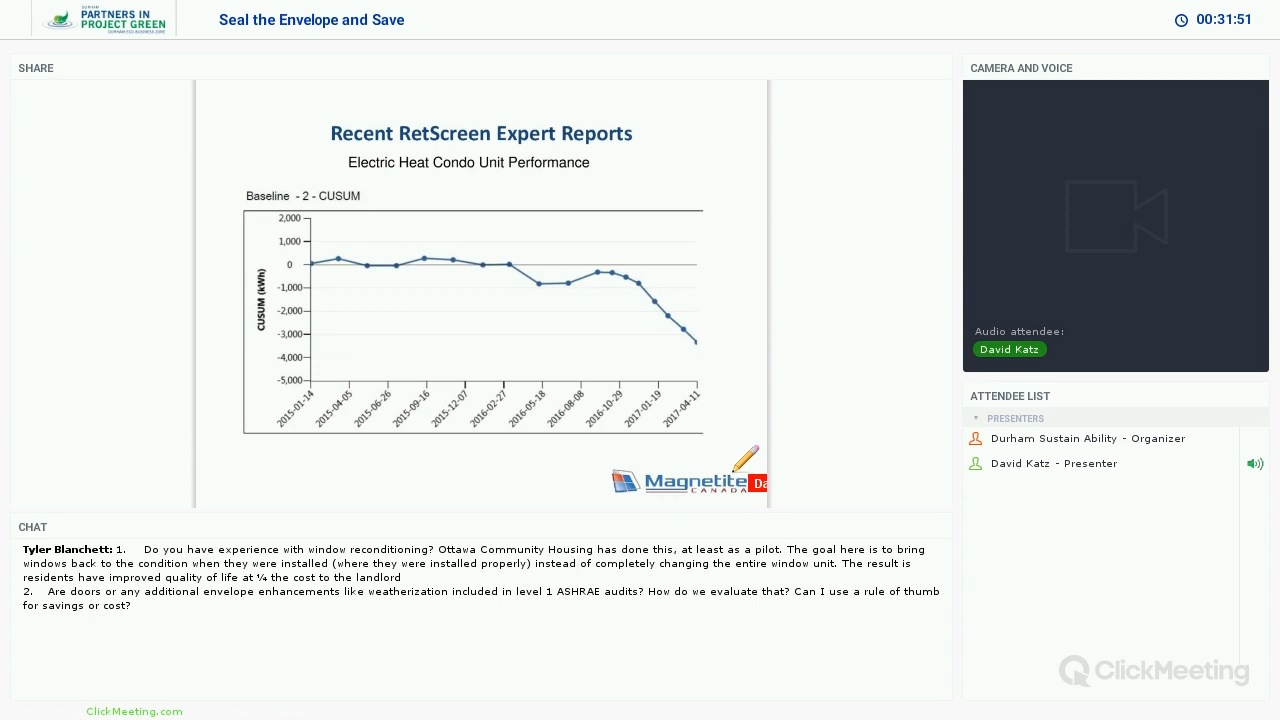 DURHAM
PARTNERS IN
PROJECT GREEN
DURHAM ECO BUSINESS ZONE
Seal the Envelope and Save
00:31:51
SHARE
Recent RetScreen Expert Reports
Electric Heat Condo Unit Performance
Baseline - 2 - CUSUM
CUSUM (kWh)
2,000
1,000
0
-1,000
-2,000
-3,000
-4,000
-5,000
2015-01-14
2015-04-05
2015-06-26
2015-09-16
2015-12-07
2016-02-27
2016-05-18
2016-08-08
2016-10-29
2017-01-19
2017-04-11
Magnetite
CANADA
Da
CAMERA AND VOICE
Audio attendee:
David Katz
ATTENDEE LIST
PRESENTERS
Durham Sustain Ability - Organizer
David Katz - Presenter
ClickMeeting
CHAT
Tyler Blanchett: 1. Do you have experience with window reconditioning? Ottawa Community Housing has done this, at least as a pilot. The goal here is to bring
windows back to the condition when they were installed (where they were installed properly) instead of completely changing the entire window unit. The result is
residents have improved quality of life at ¼ the cost to the landlord
2. Are doors or any additional envelope enhancements like weatherization included in level 1 ASHRAE audits? How do we evaluate that? Can I use a rule of thumb
for savings or cost?
ClickMeeting.com